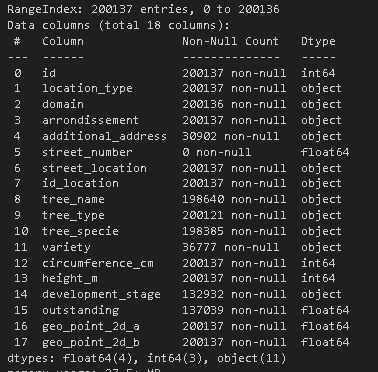 RangeIndex: 200137 entries, 0 to 200136
Data columns (total 18 columns):
 #   Column              Non-Null Count   Dtype
---  ------              --------------   -----
 0   id                  200137 non-null  int64
 1   location_type       200137 non-null  object
 2   domain              200136 non-null  object
 3   arrondissement      200137 non-null  object
 4   additional_address  30902 non-null   object
 5   street_number       0 non-null       float64
 6   street_location     200137 non-null  object
 7   id_location         200137 non-null  object
 8   tree_name           198640 non-null  object
 9   tree_type           200121 non-null  object
 10  tree_specie         198385 non-null  object
 11  variety             36777 non-null   object
 12  circumference_cm    200137 non-null  int64
 13  height_m            200137 non-null  int64
 14  development_stage   132932 non-null  object
 15  outstanding         137039 non-null  float64
 16  geo_point_2d_a      200137 non-null  float64
 17  geo_point_2d_b      200137 non-null  float64
dtypes: float64(4), int64(3), object(11)